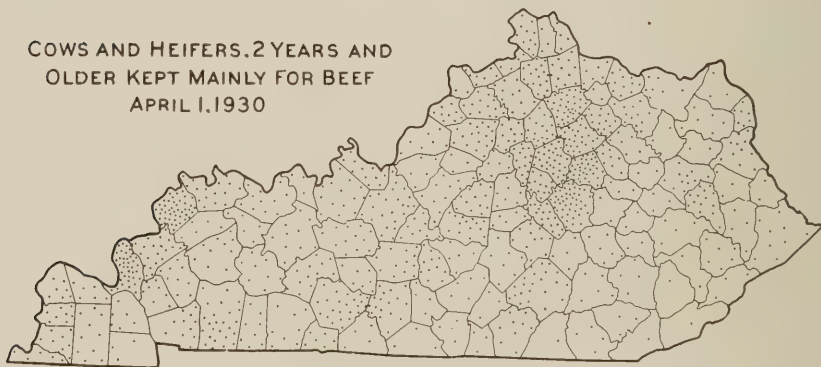 COWS AND HEIFERS, 2 YEARS AND
OLDER KEPT MAINLY FOR BEEF
APRIL 1, 1930